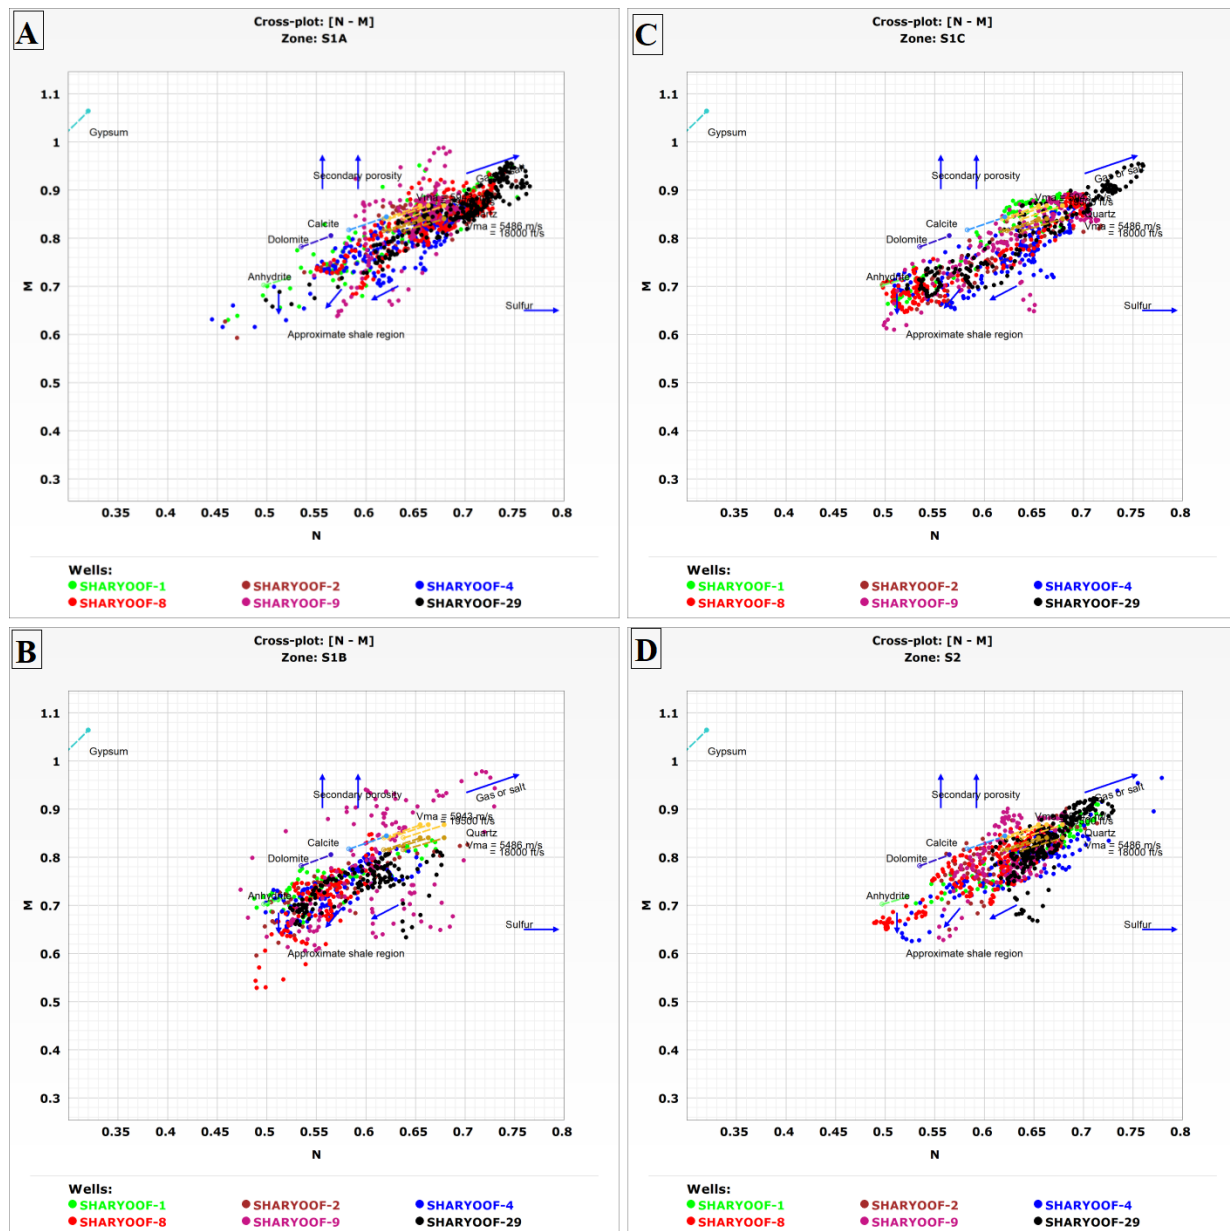 A
Cross-plot: [N - M]
Zone: S1A
1.1
1
0.9
0.8
0.7
0.6
0.5
0.4
0.3
M
Gypsum
Secondary porosity
Calcite
Dolomite
Anhydrite
Quartz
Vma = 5486 m/s
= 18000 ft/s
Sulfur
Approximate shale region
0.35
0.4
0.45
0.5
0.55
0.6
0.65
0.7
0.75
0.8
N
Wells:
SHARYOOF-1
SHARYOOF-2
SHARYOOF-4
SHARYOOF-8
SHARYOOF-9
SHARYOOF-29
C
Cross-plot: [N - M]
Zone: S1C
1.1
1
0.9
0.8
0.7
0.6
0.5
0.4
0.3
M
Gypsum
Secondary porosity
Gas or salt
Calcite
Dolomite
Anhydrite
Quartz
Vma = 5486 m/s
= 18000 ft/s
Sulfur
Approximate shale region
0.35
0.4
0.45
0.5
0.55
0.6
0.65
0.7
0.75
0.8
N
Wells:
SHARYOOF-1
SHARYOOF-2
SHARYOOF-4
SHARYOOF-8
SHARYOOF-9
SHARYOOF-29
B
Cross-plot: [N - M]
Zone: S1B
1.1
1
0.9
0.8
0.7
0.6
0.5
0.4
0.3
M
Gypsum
Secondary porosity
Gas or salt
Vma = 5943 m/s
= 19500 ft/s
Calcite
Dolomite
Anhydrite
Quartz
Vma = 5486 m/s
= 18000 ft/s
Sulfur
Approximate shale region
0.35
0.4
0.45
0.5
0.55
0.6
0.65
0.7
0.75
0.8
N
Wells:
SHARYOOF-1
SHARYOOF-2
SHARYOOF-4
SHARYOOF-8
SHARYOOF-9
SHARYOOF-29
D
Cross-plot: [N - M]
Zone: S2
1.1
1
0.9
0.8
0.7
0.6
0.5
0.4
0.3
M
Gypsum
Secondary porosity
Gas or salt
Calcite
Dolomite
Anhydrite
Quartz
Vma = 5486 m/s
= 18000 ft/s
Sulfur
Approximate shale region
0.35
0.4
0.45
0.5
0.55
0.6
0.65
0.7
0.75
0.8
N
Wells:
SHARYOOF-1
SHARYOOF-2
SHARYOOF-4
SHARYOOF-8
SHARYOOF-9
SHARYOOF-29